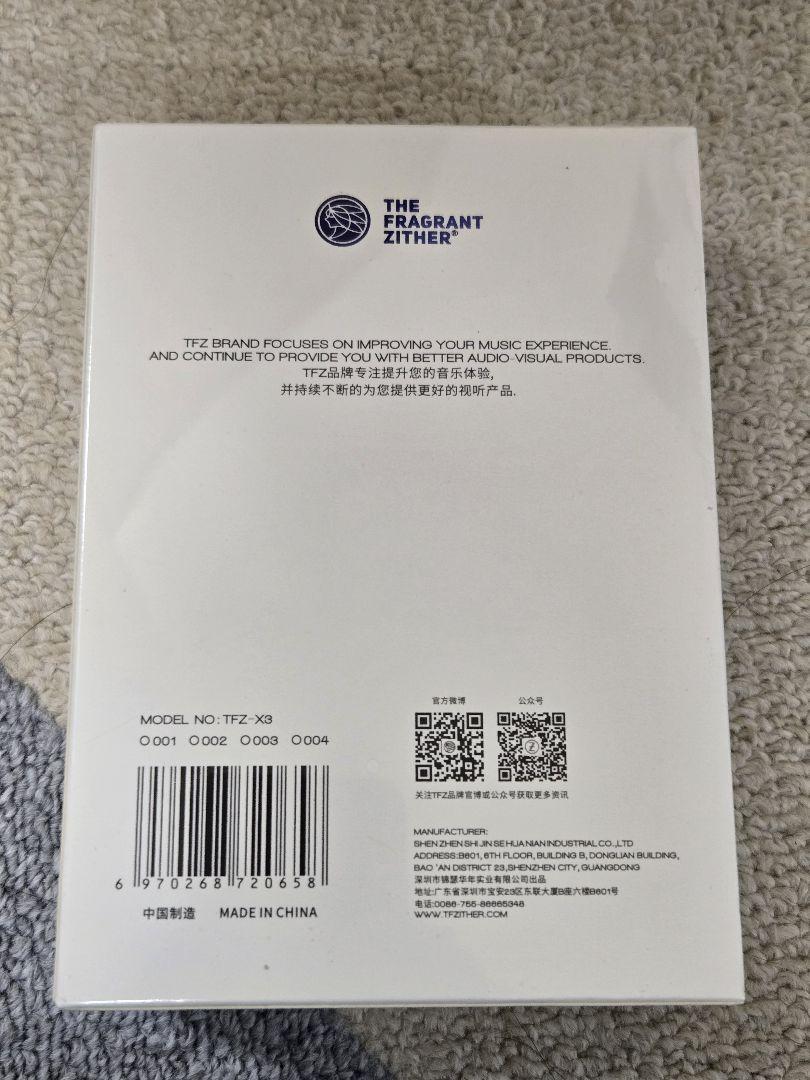 THE
FRAGRANT
ZITHER®
TFZ BRAND FOCUSES ON IMPROVING YOUR MUSIC EXPERIENCE.
AND CONTINUE TO PROVIDE YOU WITH BETTER AUDIO-VISUAL PRODUCTS.
TFZ品牌专注提升您的音乐体验,
并持续不断的为您提供更好的视听产品.
MODEL NO: TFZ-X3
001 002 003 004
6 970268 720658
中国制造 MADE IN CHINA
官方微博 公众号
关注TFZ品牌官博或公众号获取更多资讯
MANUFACTURER:
SHEN ZHEN SHI JIN SE HUA NIAN INDUSTRIAL CO.,LTD
ADDRESS:B601, 6TH FLOOR, BUILDING B, DONGLIAN BUILDING,
BAO 'AN DISTRICT 23,SHENZHEN CITY, GUANGDONG
深圳市锦瑟华年实业有限公司出品
地址:广东省深圳市宝安23区东联大厦B座六楼B601号
电话:0086-755-86665348
WWW.TFZITHER.COM